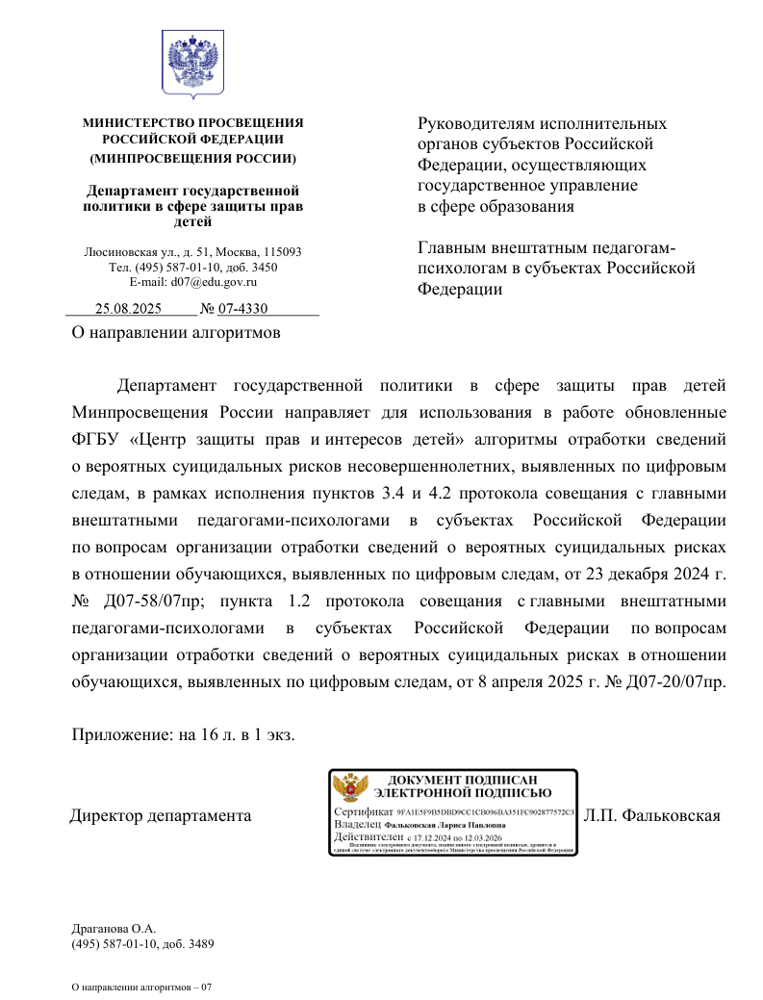 МИНИСТЕРСТВО ПРОСВЕЩЕНИЯ
РОССИЙСКОЙ ФЕДЕРАЦИИ
(МИНПРОСВЕЩЕНИЯ РОССИИ)
Департамент государственной
политики в сфере защиты прав
детей
Люсиновская ул., д. 51, Москва, 115093
Тел. (495) 587-01-10, доб. 3450
E-mail: d07@edu.gov.ru
25.08.2025 № 07-4330
О направлении алгоритмов
Руководителям исполнительных
органов субъектов Российской
Федерации, осуществляющих
государственное управление
в сфере образования
Главным внештатным педагогам-
психологам в субъектах Российской
Федерации
Департамент государственной политики в сфере защиты прав детей
Минпросвещения России направляет для использования в работе обновленные
ФГБУ «Центр защиты прав и интересов детей» алгоритмы отработки сведений
о вероятных суицидальных рисков несовершеннолетних, выявленных по цифровым
следам, в рамках исполнения пунктов 3.4 и 4.2 протокола совещания с главными
внештатными педагогами-психологами в субъектах Российской Федерации
по вопросам организации отработки сведений о вероятных суицидальных рисках
в отношении обучающихся, выявленных по цифровым следам, от 23 декабря 2024 г.
№ Д07-58/07пр; пункта 1.2 протокола совещания с главными внештатными
педагогами-психологами в субъектах Российской Федерации по вопросам
организации отработки сведений о вероятных суицидальных рисках в отношении
обучающихся, выявленных по цифровым следам, от 8 апреля 2025 г. № Д07-20/07пр.
Приложение: на 16 л. в 1 экз.
Директор департамента
ДОКУМЕНТ ПОДПИСАН
ЭЛЕКТРОННОЙ ПОДПИСЬЮ
Сертификат 9FA1E5F9B5DBD9CC1CB096BA351FC902877572C3
Владелец Фальковская Лариса Павловна
Действителен с 17.12.2024 по 12.03.2026
Подлинник электронного документа, подписанного электронной подписью, хранится в
единой системе электронного документооборота Министерства просвещения Российской Федерации
Л.П. Фальковская
Драганова О.А.
(495) 587-01-10, доб. 3489
О направлении алгоритмов – 07